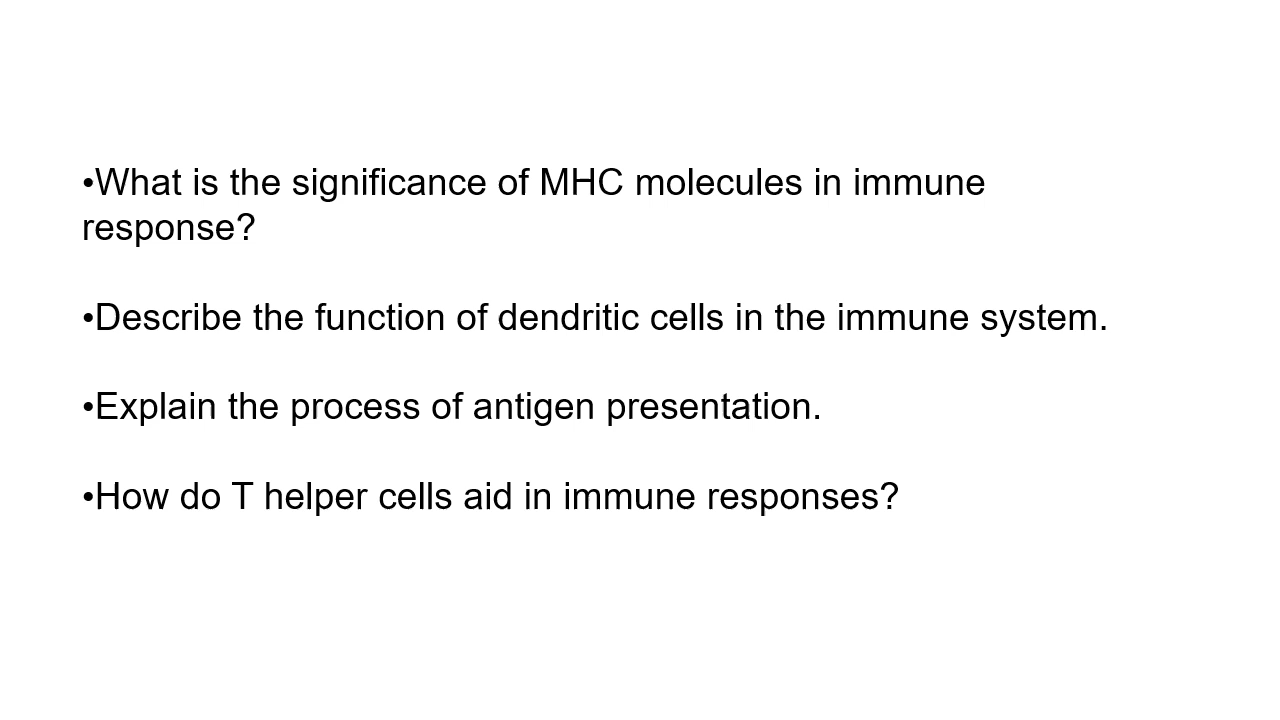 •What is the significance of MHC molecules in immune
response?
•Describe the function of dendritic cells in the immune system.
•Explain the process of antigen presentation.
•How do T helper cells aid in immune responses?